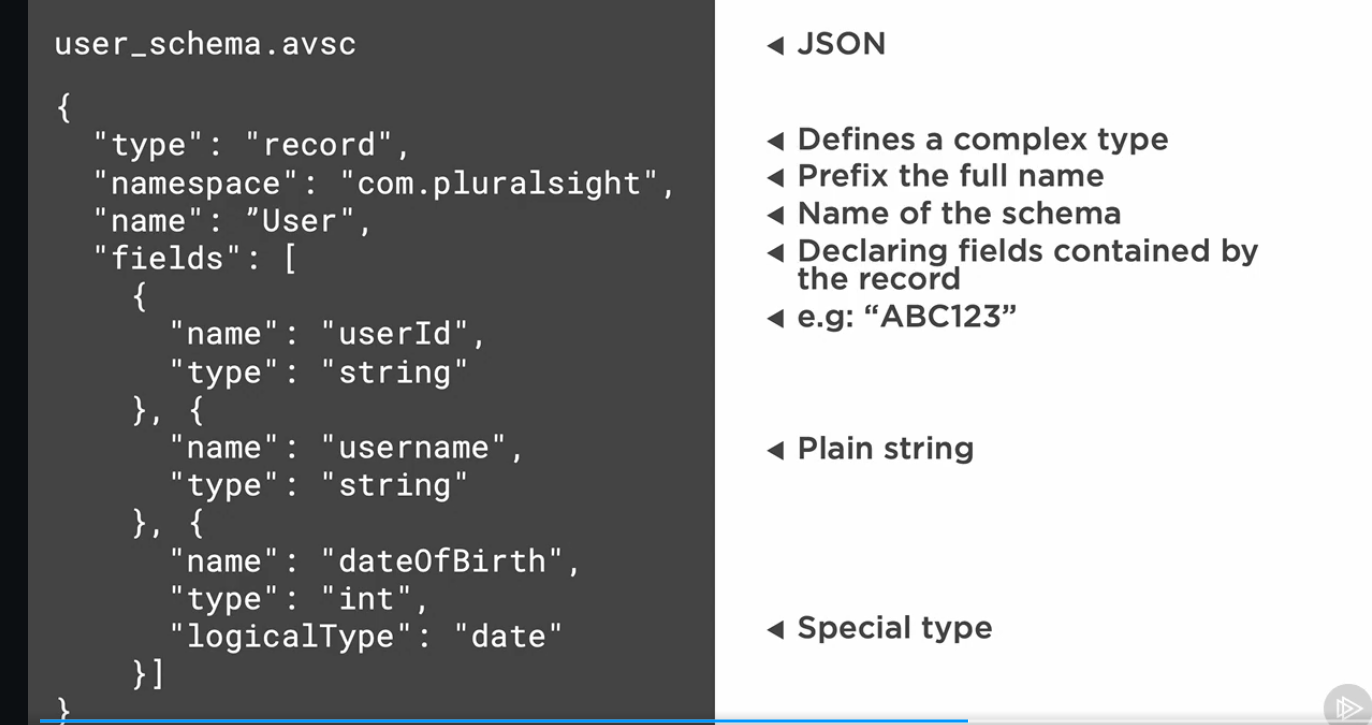 user_schema.avsc
{
"type": "record",
"namespace": "com.pluralsight",
"name": ”User",
"fields": [
{
"name": "userId",
"type": "string"
}, {
"name": "username",
"type": "string"
}, {
"name": "dateOfBirth",
"type": "int",
"logicalType": "date"
}]
}
◄ JSON
◄ Defines a complex type
◄ Prefix the full name
◄ Name of the schema
◄ Declaring fields contained by
the record
◄ e.g: “ABC123”
◄ Plain string
◄ Special type